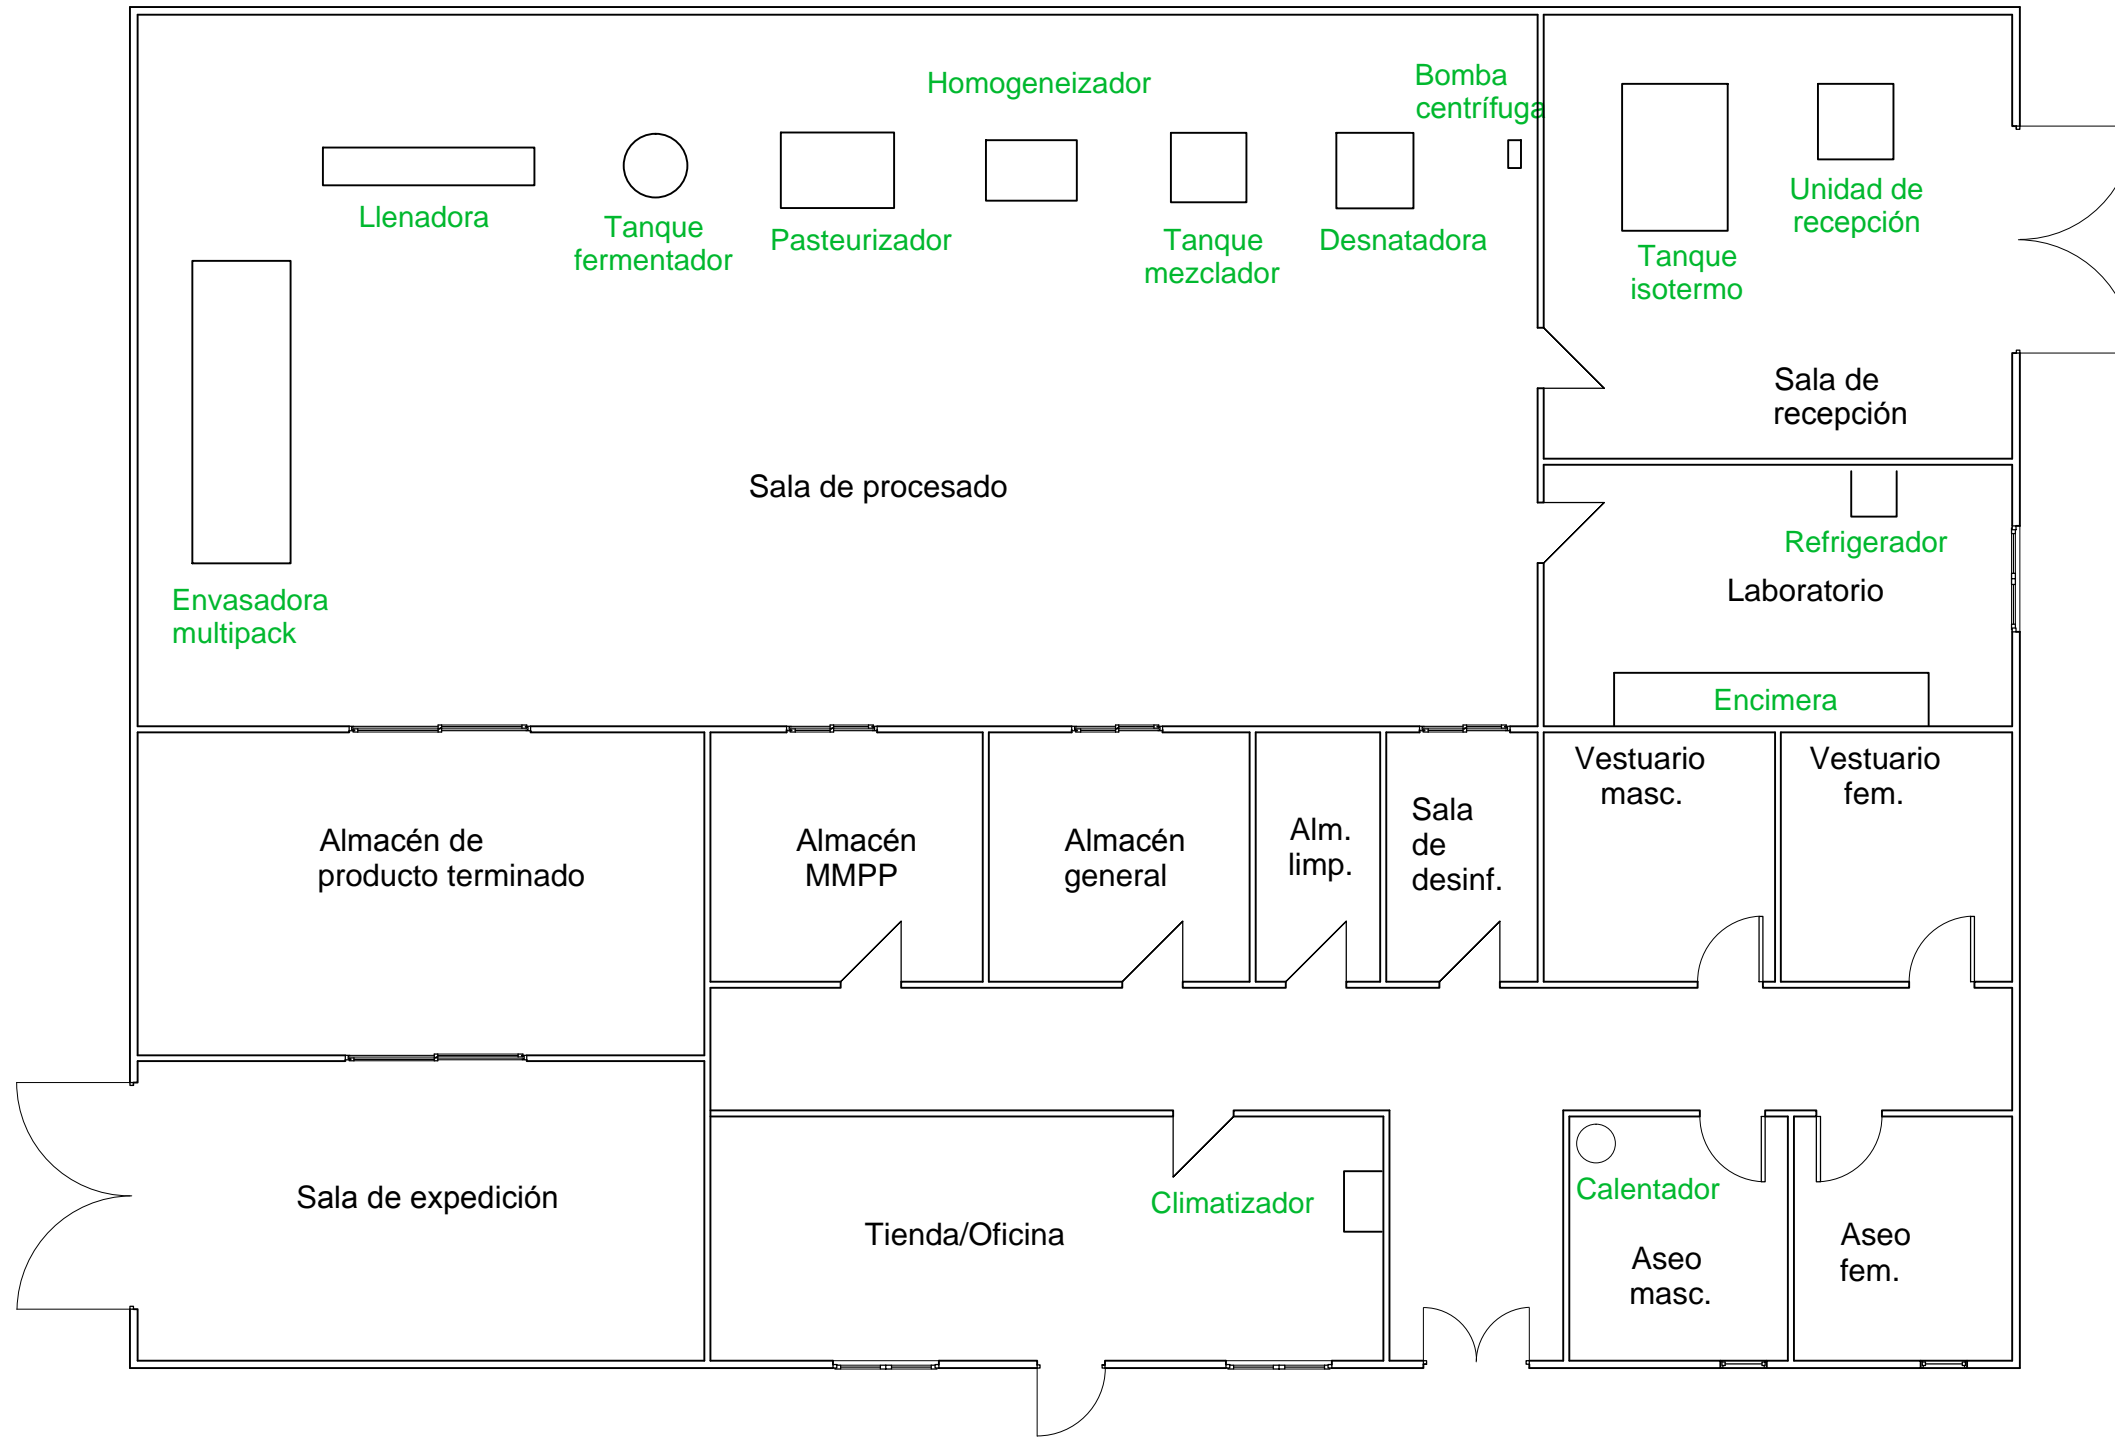 Homogeneizador
Bomba
centrífuga
Llenadora
Tanque
fermentador
Pasteurizador
Tanque
mezclador
Desnatadora
Tanque
isotermo
Unidad de
recepción
Sala de
recepción
Sala de procesado
Envasadora
multipack
Refrigerador
Laboratorio
Encimera
Almacén de
producto terminado
Almacén
MMPP
Almacén
general
Alm.
limp.
Sala
de
desinf.
Vestuario
masc.
Vestuario
fem.
Sala de expedición
Tienda/Oficina
Climatizador
Calentador
Aseo
masc.
Aseo
fem.